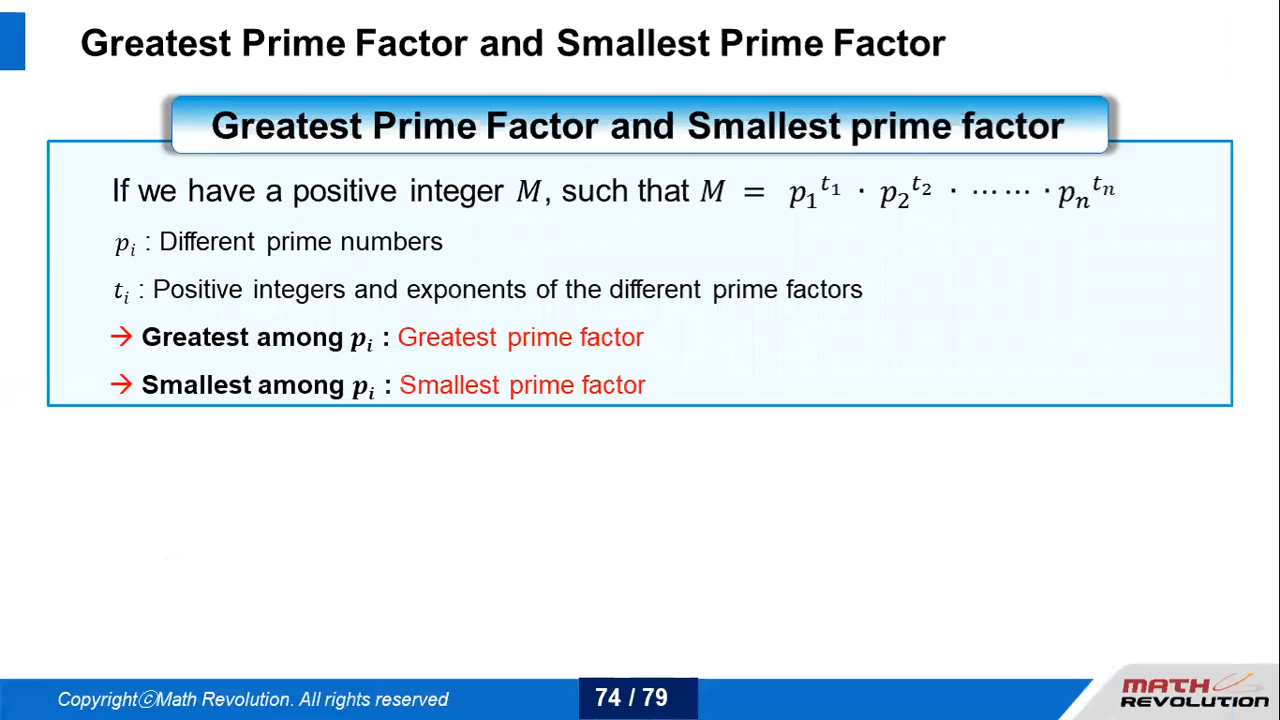 Greatest Prime Factor and Smallest Prime Factor
Greatest Prime Factor and Smallest prime factor
If we have a positive integer M, such that M = p₁^t₁ · p₂^t₂ · …… · pₙ^tₙ
pᵢ : Different prime numbers
tᵢ : Positive integers and exponents of the different prime factors
→ Greatest among pᵢ : Greatest prime factor
→ Smallest among pᵢ : Smallest prime factor
CopyrightⓒMath Revolution. All rights reserved
74 / 79
MATH
REVOLUTION